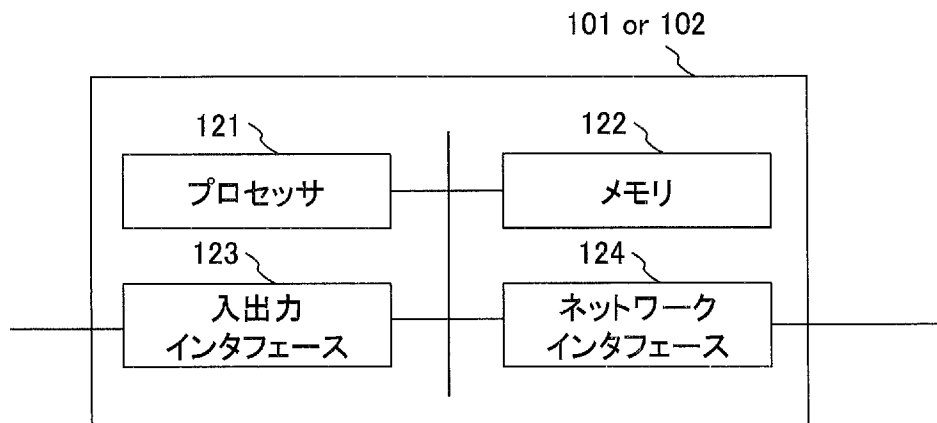 101 or 102
121
プロセッサ
122
メモリ
123
入出力
インタフェース
124
ネットワーク
インタフェース